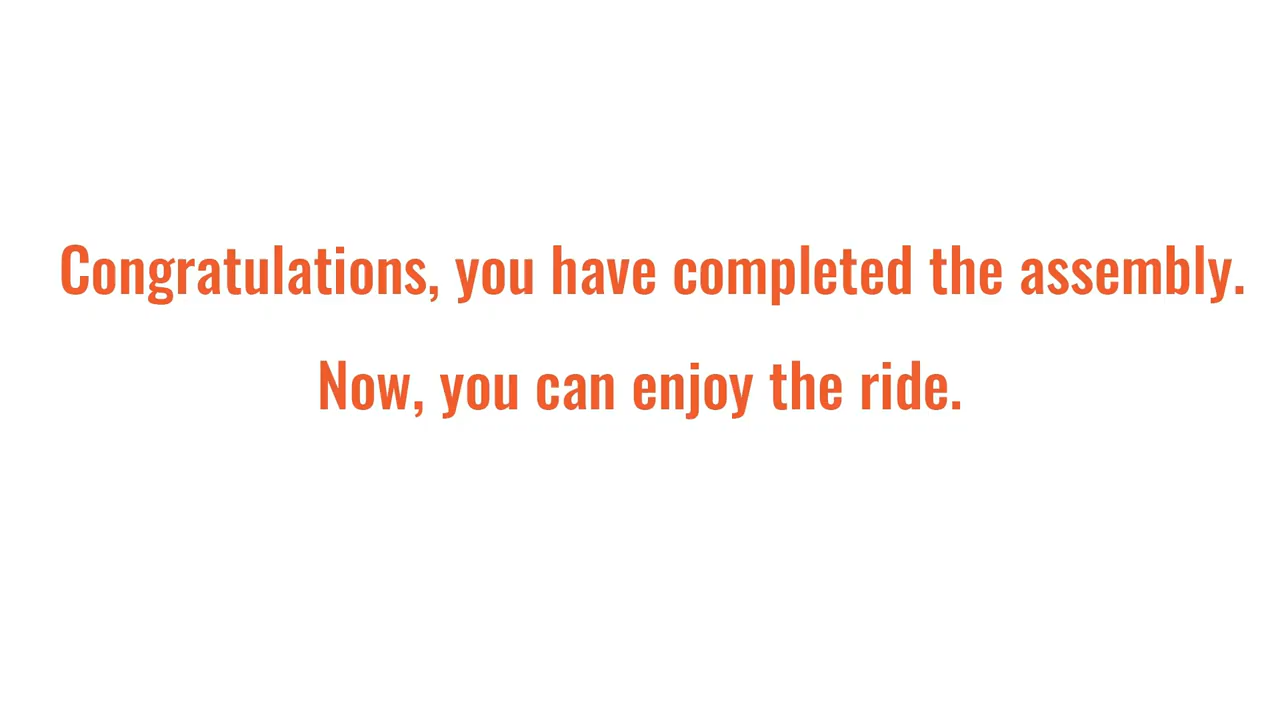 Congratulations, you have completed the assembly.
Now, you can enjoy the ride.